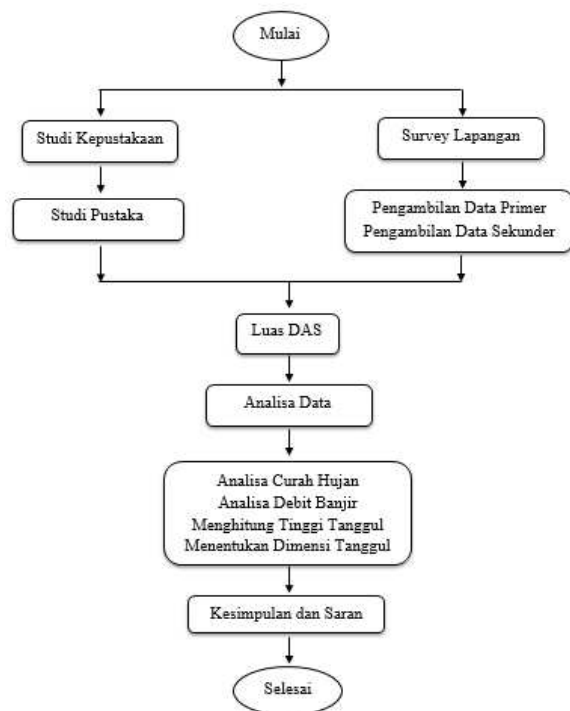 Mulai
Studi Kepustakaan
Survey Lapangan
Studi Pustaka
Pengambilan Data Primer
Pengambilan Data Sekunder
Luas DAS
Analisa Data
Analisa Curah Hujan
Analisa Debit Banjir
Menghitung Tinggi Tanggul
Menentukan Dimensi Tanggul
Kesimpulan dan Saran
Selesai